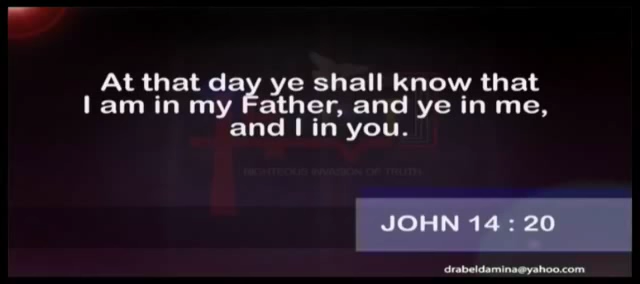 At that day ye shall know that
I am in my Father, and ye in me,
and I in you.
RIGHTEOUS INVASION OF TRUTH
JOHN 14 : 20
drabeldamina@yahoo.com